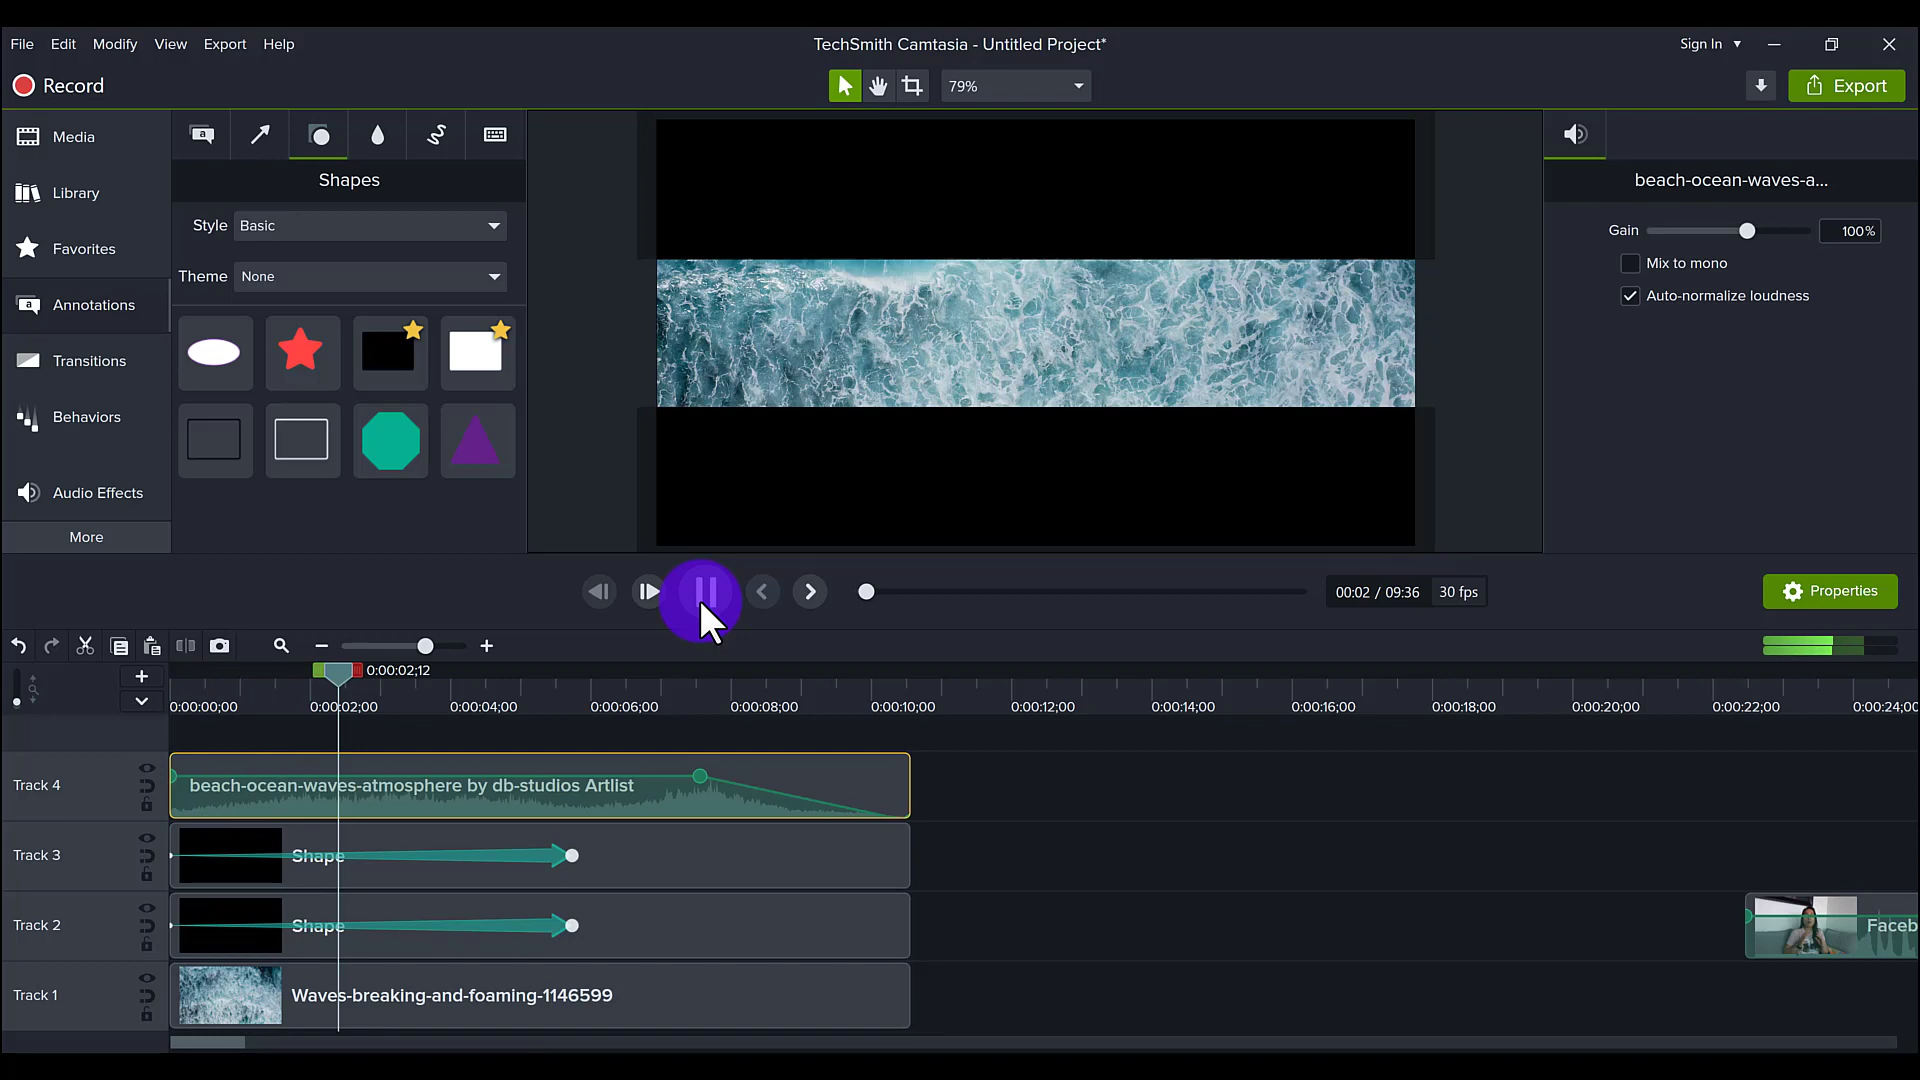 File Edit Modify View Export Help
TechSmith Camtasia - Untitled Project*
Sign In
Record
79%
Export
Media
Library
Favorites
Annotations
Transitions
Behaviors
Audio Effects
More
a
Shapes
Style Basic
Theme None
beach-ocean-waves-a...
Gain 100%
Mix to mono
Auto-normalize loudness
00:02 / 09:36 30 fps
Properties
0:00:02;12
0:00:00;00 0:00:02;00 0:00:04;00 0:00:06;00 0:00:08;00 0:00:10;00 0:00:12;00 0:00:14;00 0:00:16;00 0:00:18;00 0:00:20;00 0:00:22;00 0:00:24;00
Track 4
beach-ocean-waves-atmosphere by db-studios Artlist
Track 3
Shape
Track 2
Shape
Faceb
Track 1
Waves-breaking-and-foaming-1146599